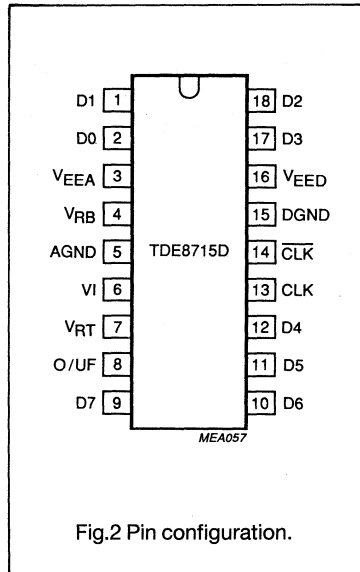 D1 1 18 D2
D0 2 17 D3
VEEA 3 16 VEED
VRB 4 15 DGND
AGND 5 TDE8715D 14 C̅L̅K̅
VI 6 13 CLK
VRT 7 12 D4
O/UF 8 11 D5
D7 9 10 D6
MEA057
Fig.2 Pin configuration.